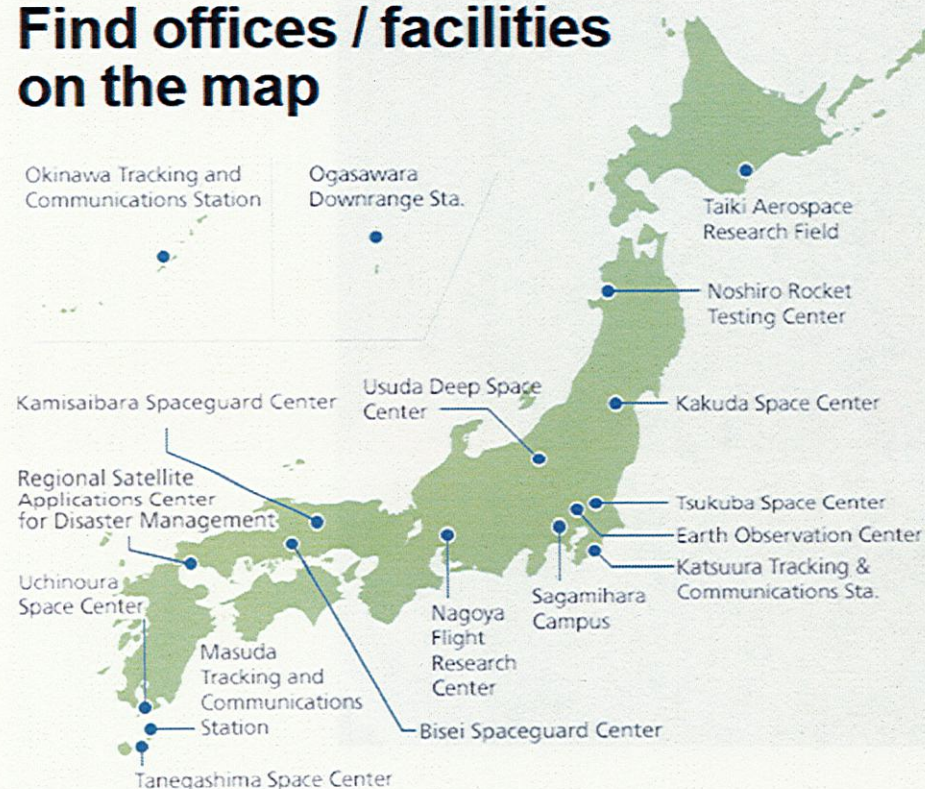 Find offices / facilities
on the map
Okinawa Tracking and
Communications Station
Ogasawara
Downrange Sta.
Taiki Aerospace
Research Field
Noshiro Rocket
Testing Center
Kamisaibara Spaceguard Center
Usuda Deep Space
Center
Kakuda Space Center
Regional Satellite
Applications Center
for Disaster Management
Tsukuba Space Center
Earth Observation Center
Katsuura Tracking &
Communications Sta.
Uchinoura
Space Center
Sagamihara
Campus
Nagoya
Flight
Research
Center
Masuda
Tracking and
Communications
Station
Bisei Spaceguard Center
Tanegashima Space Center